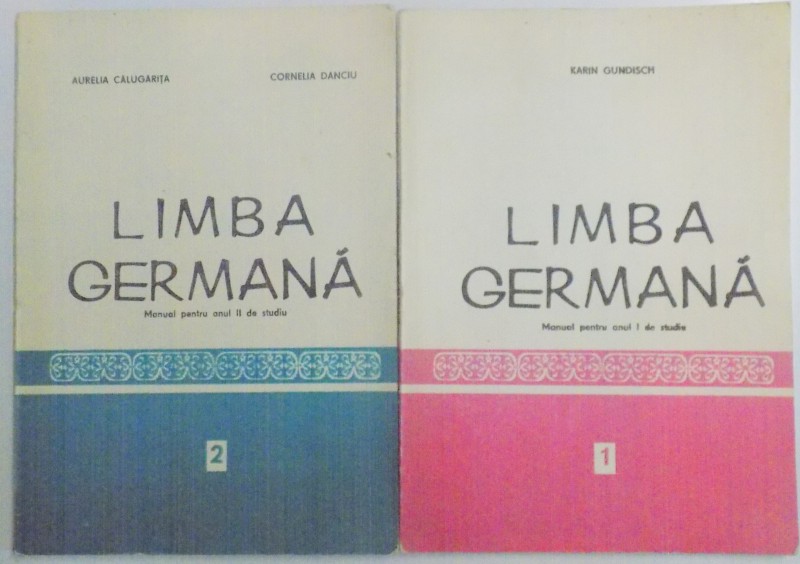 AURELIA CĂLUGĂRIȚA
CORNELIA DANCIU
LIMBA
GERMANĂ
Manual pentru anul II de studiu
2
KARIN GUNDISCH
LIMBA
GERMANĂ
Manual pentru anul I de studiu
1